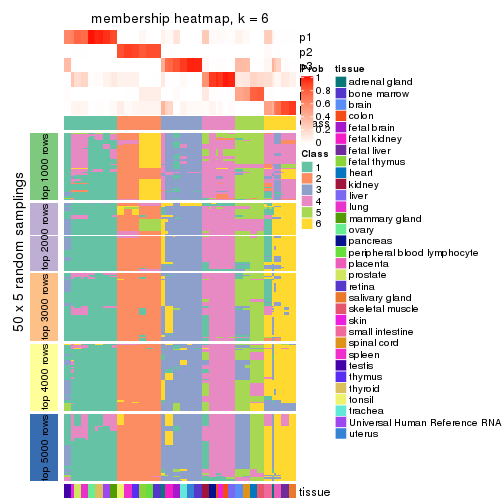 membership heatmap, k = 6
p1
p2
Prob
1
0.8
0.6
0.4
0.2
0
Class
1
2
3
4
5
6
tissue
adrenal gland
bone marrow
brain
colon
fetal brain
fetal kidney
fetal liver
fetal thymus
heart
kidney
liver
lung
mammary gland
ovary
pancreas
peripheral blood lymphocyte
placenta
prostate
retina
salivary gland
skeletal muscle
skin
small intestine
spinal cord
spleen
testis
thymus
thyroid
tonsil
trachea
Universal Human Reference RNA
uterus
50 x 5 random samplings
top 1000 rows
top 2000 rows
top 3000 rows
top 4000 rows
top 5000 rows
tissue